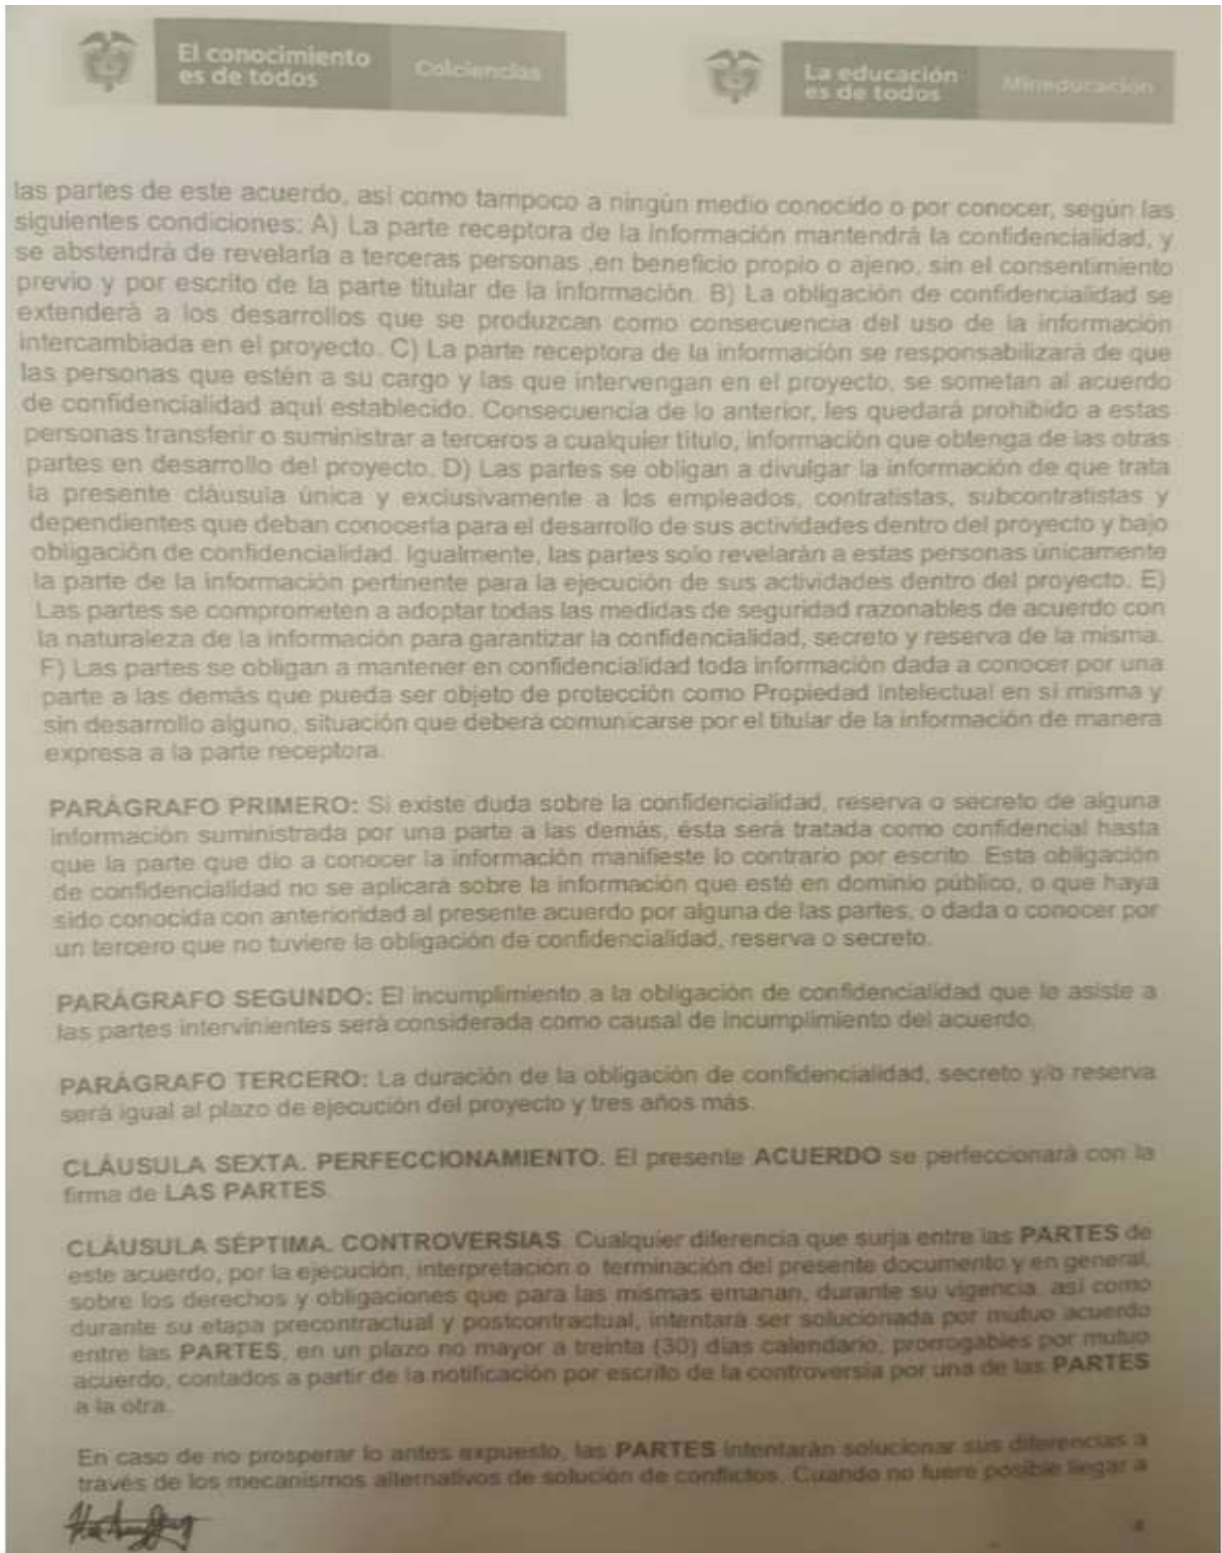 El conocimiento
es de todos
Colciencias
La educación
es de todos
Mineducación
las partes de este acuerdo, así como tampoco a ningún medio conocido o por conocer, según las
siguientes condiciones: A) La parte receptora de la información mantendrá la confidencialidad, y
se abstendrá de revelarla a terceras personas ,en beneficio propio o ajeno, sin el consentimiento
previo y por escrito de la parte titular de la información. B) La obligación de confidencialidad se
extenderá a los desarrollos que se produzcan como consecuencia del uso de la información
intercambiada en el proyecto. C) La parte receptora de la información se responsabilizará de que
las personas que estén a su cargo y las que intervengan en el proyecto, se sometan al acuerdo
de confidencialidad aquí establecido. Consecuencia de lo anterior, les quedará prohibido a estas
personas transferir o suministrar a terceros a cualquier título, información que obtenga de las otras
partes en desarrollo del proyecto. D) Las partes se obligan a divulgar la información de que trata
la presente cláusula única y exclusivamente a los empleados, contratistas, subcontratistas y
dependientes que deban conocerla para el desarrollo de sus actividades dentro del proyecto y bajo
obligación de confidencialidad. Igualmente, las partes solo revelarán a estas personas únicamente
la parte de la información pertinente para la ejecución de sus actividades dentro del proyecto. E)
Las partes se comprometen a adoptar todas las medidas de seguridad razonables de acuerdo con
la naturaleza de la información para garantizar la confidencialidad, secreto y reserva de la misma.
F) Las partes se obligan a mantener en confidencialidad toda información dada a conocer por una
parte a las demás que pueda ser objeto de protección como Propiedad Intelectual en si misma y
sin desarrollo alguno, situación que deberá comunicarse por el titular de la información de manera
expresa a la parte receptora.
PARÁGRAFO PRIMERO: Si existe duda sobre la confidencialidad, reserva o secreto de alguna
información suministrada por una parte a las demás, ésta será tratada como confidencial hasta
que la parte que dio a conocer la información manifieste lo contrario por escrito. Esta obligación
de confidencialidad no se aplicará sobre la información que esté en dominio público, o que haya
sido conocida con anterioridad al presente acuerdo por alguna de las partes, o dada o conocer por
un tercero que no tuviere la obligación de confidencialidad, reserva o secreto.
PARÁGRAFO SEGUNDO: El incumplimiento a la obligación de confidencialidad que le asiste a
las partes intervinientes será considerada como causal de incumplimiento del acuerdo.
PARÁGRAFO TERCERO: La duración de la obligación de confidencialidad, secreto y/o reserva
será igual al plazo de ejecución del proyecto y tres años más.
CLÁUSULA SEXTA. PERFECCIONAMIENTO. El presente ACUERDO se perfeccionará con la
firma de LAS PARTES.
CLÁUSULA SÉPTIMA. CONTROVERSIAS. Cualquier diferencia que surja entre las PARTES de
este acuerdo, por la ejecución, interpretación o terminación del presente documento y en general,
sobre los derechos y obligaciones que para las mismas emanan, durante su vigencia, así como
durante su etapa precontractual y postcontractual, intentará ser solucionada por mutuo acuerdo
entre las PARTES, en un plazo no mayor a treinta (30) días calendario, prorrogables por mutuo
acuerdo, contados a partir de la notificación por escrito de la controversia por una de las PARTES
a la otra.
En caso de no prosperar lo antes expuesto, las PARTES intentarán solucionar sus diferencias a
través de los mecanismos alternativos de solución de conflictos. Cuando no fuere posible llegar a